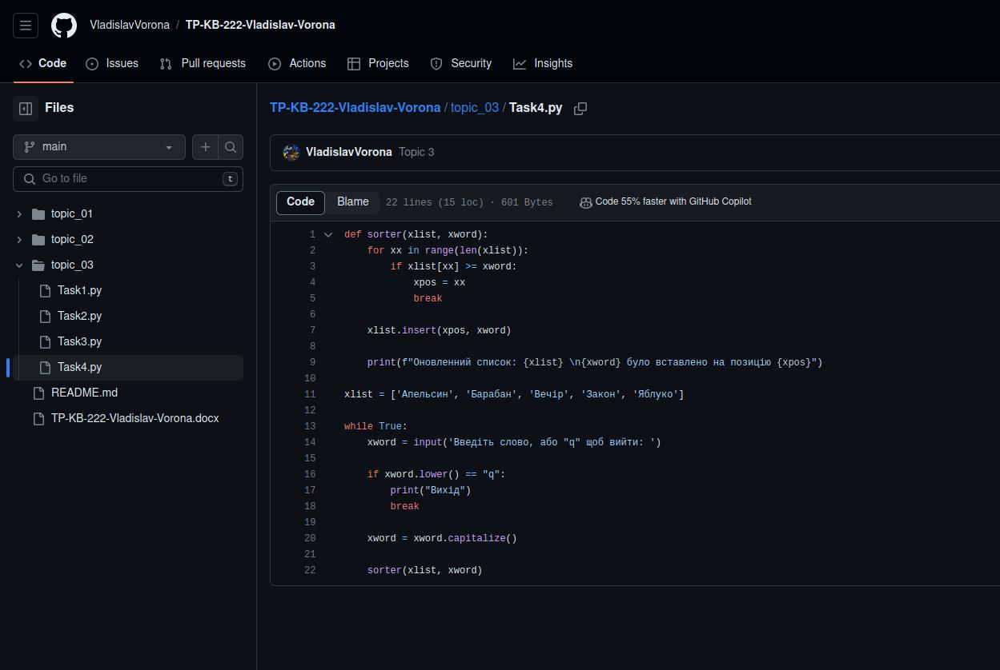 VladislavVorona / TP-KB-222-Vladislav-Vorona
Code Issues Pull requests Actions Projects Security Insights
Files
main
Go to file t
topic_01
topic_02
topic_03
Task1.py
Task2.py
Task3.py
Task4.py
README.md
TP-KB-222-Vladislav-Vorona.docx
TP-KB-222-Vladislav-Vorona / topic_03 / Task4.py
VladislavVorona Topic 3
Code Blame 22 lines (15 loc) · 601 Bytes Code 55% faster with GitHub Copilot
1 def sorter(xlist, xword):
2 for xx in range(len(xlist)):
3 if xlist[xx] >= xword:
4 xpos = xx
5 break
6
7 xlist.insert(xpos, xword)
8
9 print(f"Оновленний список: {xlist} \n{xword} було вставлено на позицію {xpos}")
10
11 xlist = ['Апельсин', 'Барабан', 'Вечір', 'Закон', 'Яблуко']
12
13 while True:
14 xword = input('Введіть слово, або "q" щоб вийти: ')
15
16 if xword.lower() == "q":
17 print("Вихід")
18 break
19
20 xword = xword.capitalize()
21
22 sorter(xlist, xword)